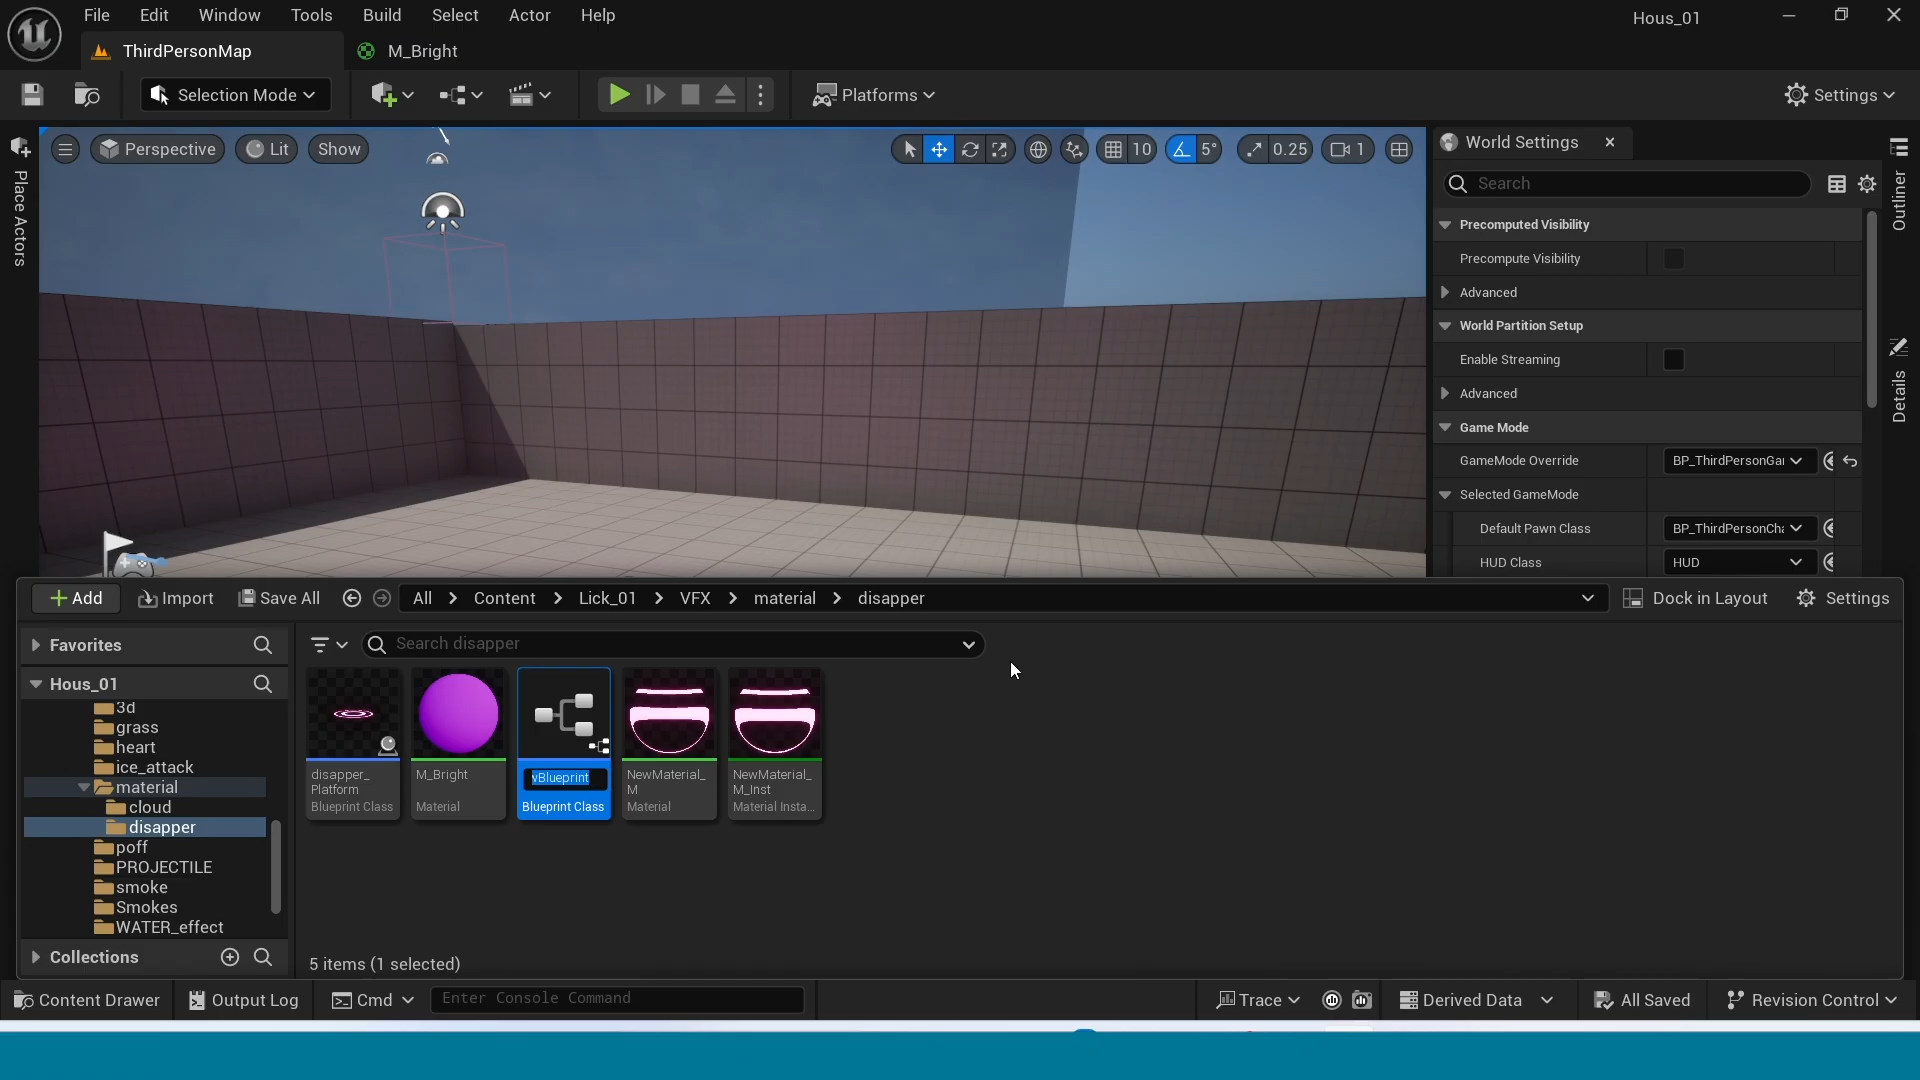 File Edit Window Tools Build Select Actor Help
Hous_01
ThirdPersonMap
M_Bright
Selection Mode
Platforms
Settings
Place Actors
Perspective
Lit
Show
10
5°
0.25
1
World Settings
Search
Precomputed Visibility
Precompute Visibility
Advanced
World Partition Setup
Enable Streaming
Advanced
Game Mode
GameMode Override
BP_ThirdPersonGa
Selected GameMode
Default Pawn Class
BP_ThirdPersonCha
HUD Class
HUD
Outliner
Details
Add
Import
Save All
All
Content
Lick_01
VFX
material
disapper
Dock in Layout
Settings
Favorites
Hous_01
3d
grass
heart
ice_attack
material
cloud
disapper
poff
PROJECTILE
smoke
Smokes
WATER_effect
Collections
Search disapper
disapper_
Platform
Blueprint Class
M_Bright
Material
vBlueprint
Blueprint Class
NewMaterial_
M
Material
NewMaterial_
M_Inst
Material Insta...
5 items (1 selected)
Content Drawer
Output Log
Cmd
Enter Console Command
Trace
Derived Data
All Saved
Revision Control